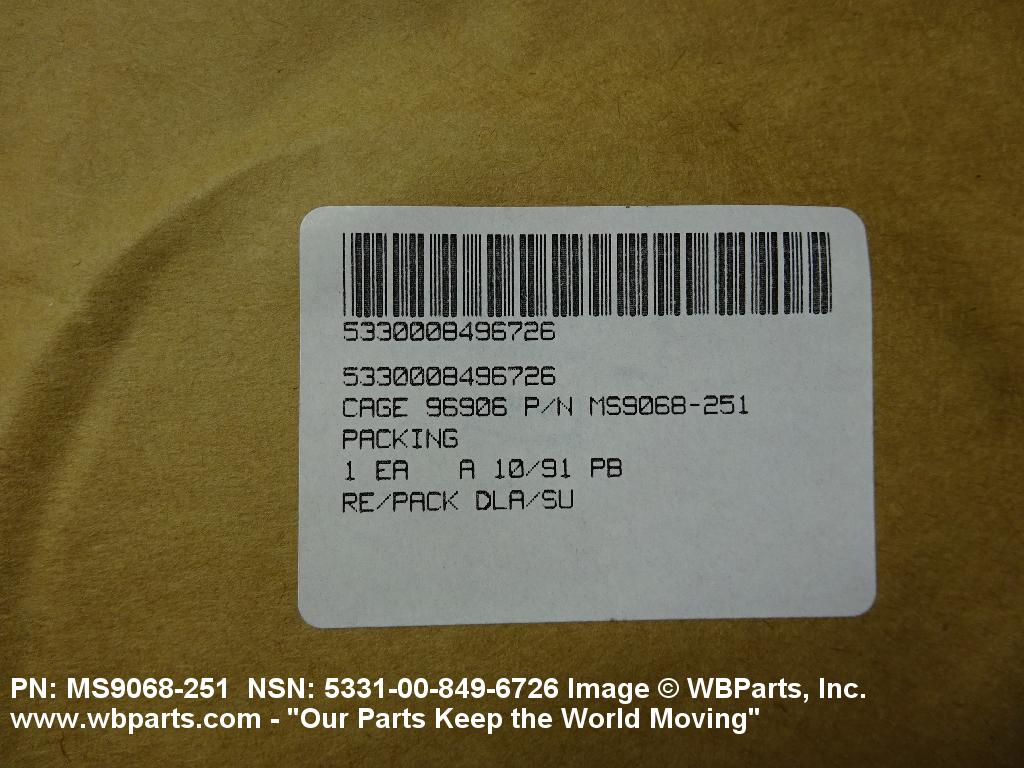 5330008496726
5330008496726
CAGE 96906 P/N MS9068-251
PACKING
1 EA A 10/91 PB
RE/PACK DLA/SU
PN: MS9068-251 NSN: 5331-00-849-6726 Image © WBParts, Inc.
www.wbparts.com - "Our Parts Keep the World Moving"